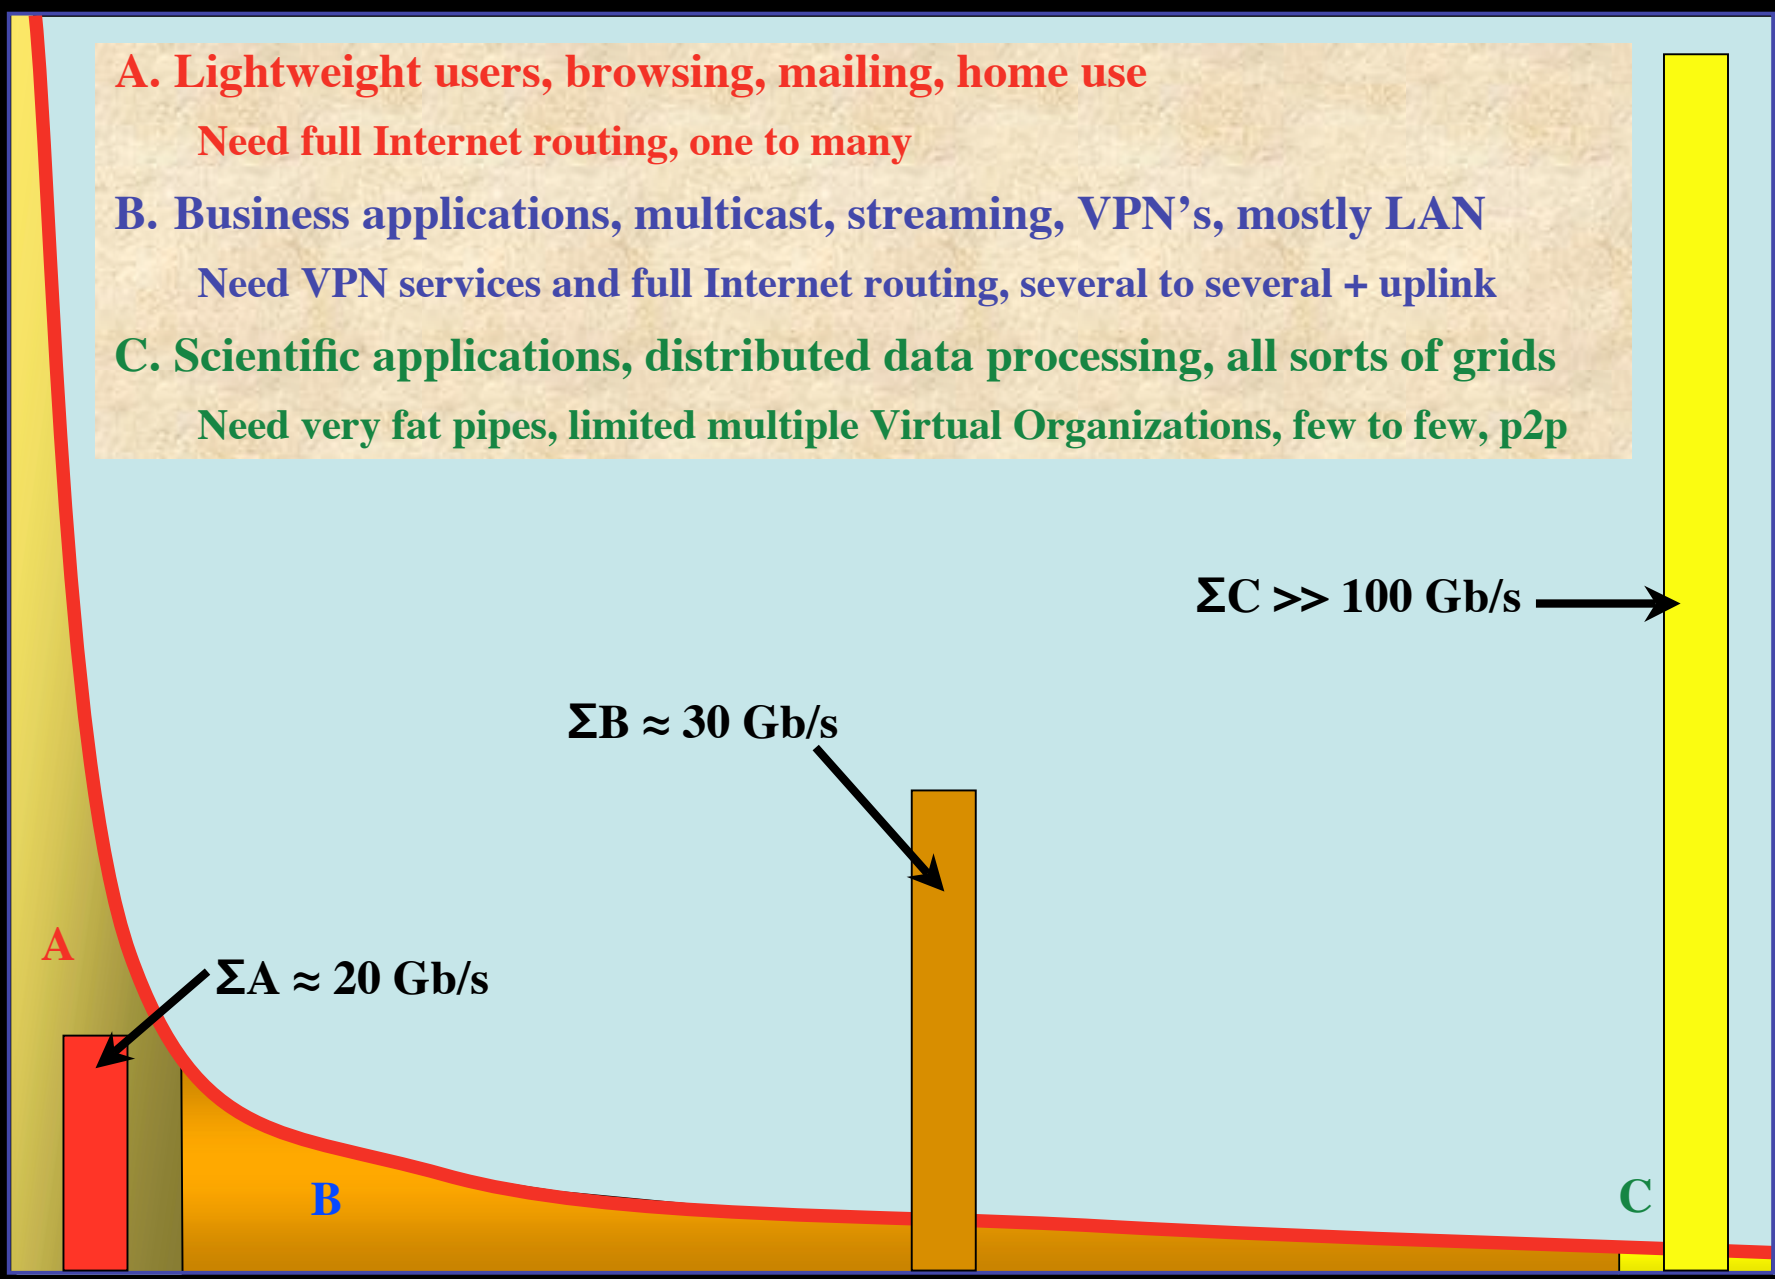 A. Lightweight users, browsing, mailing, home use
Need full Internet routing, one to many
B. Business applications, multicast, streaming, VPN’s, mostly LAN
Need VPN services and full Internet routing, several to several + uplink
C. Scientific applications, distributed data processing, all sorts of grids
Need very fat pipes, limited multiple Virtual Organizations, few to few, p2p
ΣC >> 100 Gb/s
ΣB ≈ 30 Gb/s
A
ΣA ≈ 20 Gb/s
B
C